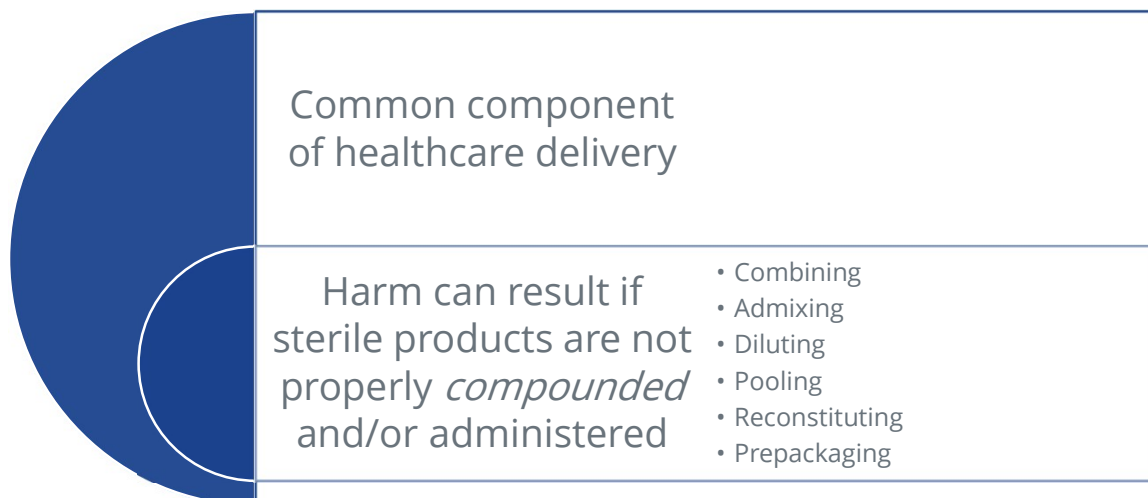 Common component
of healthcare delivery
Harm can result if
sterile products are not
properly compounded
and/or administered
• Combining
• Admixing
• Diluting
• Pooling
• Reconstituting
• Prepackaging